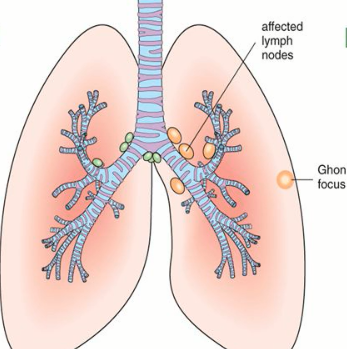 affected
lymph
nodes
Ghon
focus